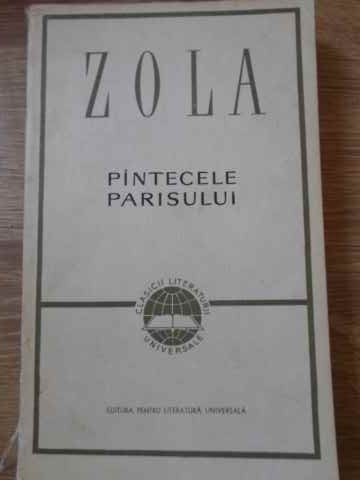 ZOLA
PÎNTECELE
PARISULUI
CLASICII LITERATURII
UNIVERSALE
EDITURA PENTRU LITERATURĂ UNIVERSALĂ